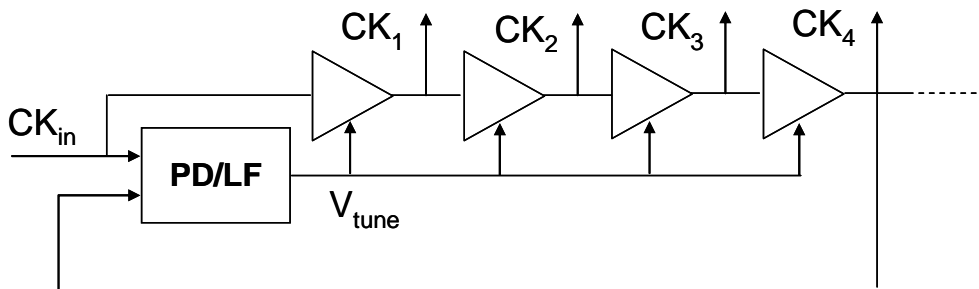 CK₁
CK₂
CK₃
CK₄
CKᵢₙ
PD/LF
Vₜᵤₙₑ